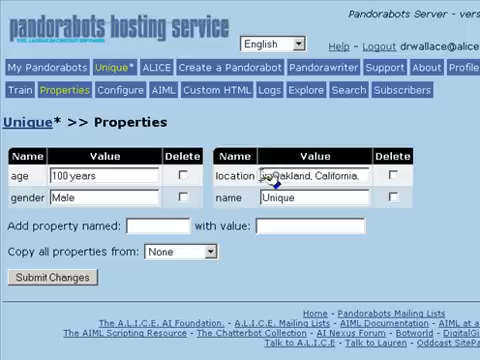 Pandorabots Server - vers
pandorabots hosting service
English
Help - Logout drwallace@alice
My Pandorabots Unique* ALICE Create a Pandorabot Pandorawriter Support About Profile
Train Properties Configure AIML Custom HTML Logs Explore Search Subscribers
Unique* >> Properties
Name Value Delete Name Value Delete
age 100 years location Oakland, California.
gender Male name Unique
Add property named: with value:
Copy all properties from: None
Submit Changes
Home - Pandorabots Mailing Lists
The A.L.I.C.E. AI Foundation. - A.L.I.C.E. Mailing Lists - AIML Documentation - AIML at a
The AIML Scripting Resource - The Chatterbot Collection - AI Nexus Forum - Botworld - DigitalGi
Talk to A.L.I.C.E - Talk to Lauren - Oddcast SitePa